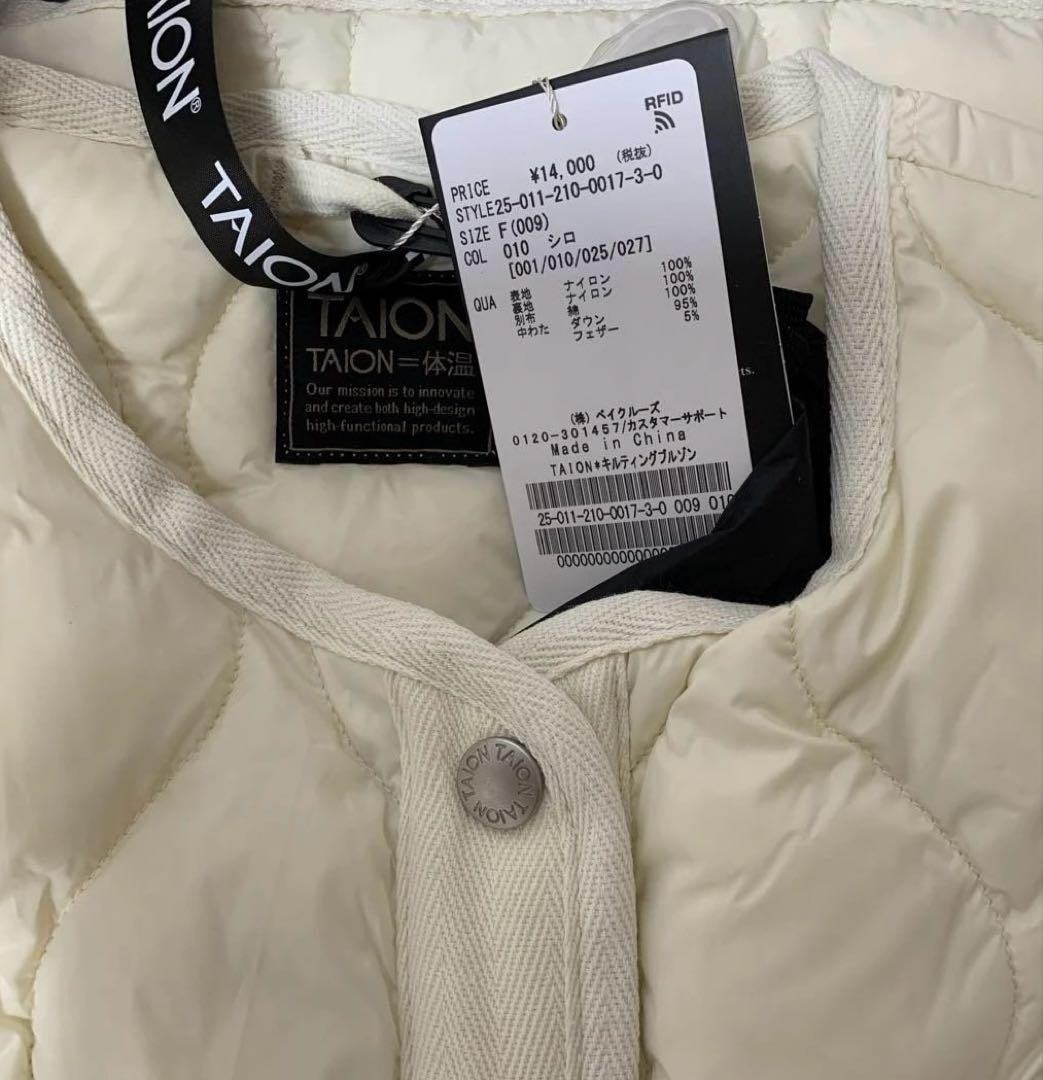 TAION®
TAION
TAION
TAION=体温
Our mission is to innovate
and create both high-design
high-functional products.
RFID
PRICE ¥14,000 (税抜)
STYLE25-011-210-0017-3-0
SIZE F(009)
COL 010 シロ
[001/010/025/027]
QUA 表地 ナイロン 100%
裏地 ナイロン 100%
別布 綿 100%
中わた ダウン 95%
フェザー 5%
(株)ベイクルーズ
0120-301457/カスタマーサポート
Made in China
TAION*キルティングブルゾン
25-011-210-0017-3-0 009 010
TAION TAION TAION